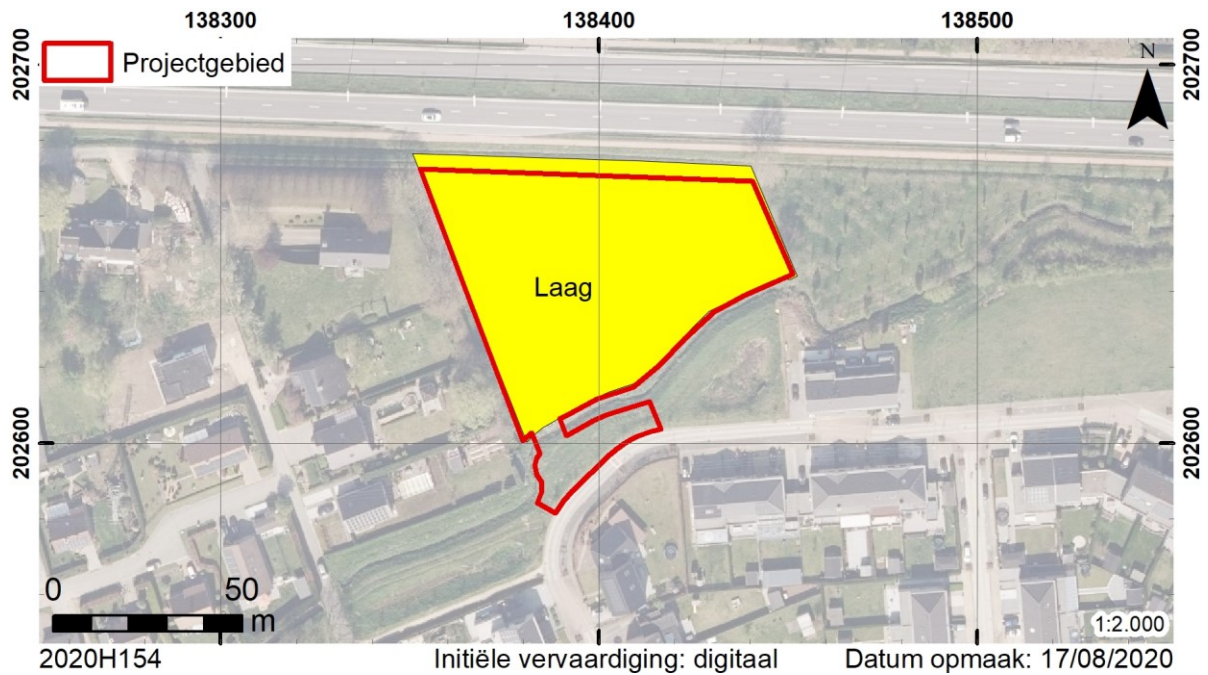 138300 138400 138500
202700 202700
Projectgebied
N
Laag
202600 202600
0 50
m
1:2.000
2020H154 Initiële vervaardiging: digitaal Datum opmaak: 17/08/2020